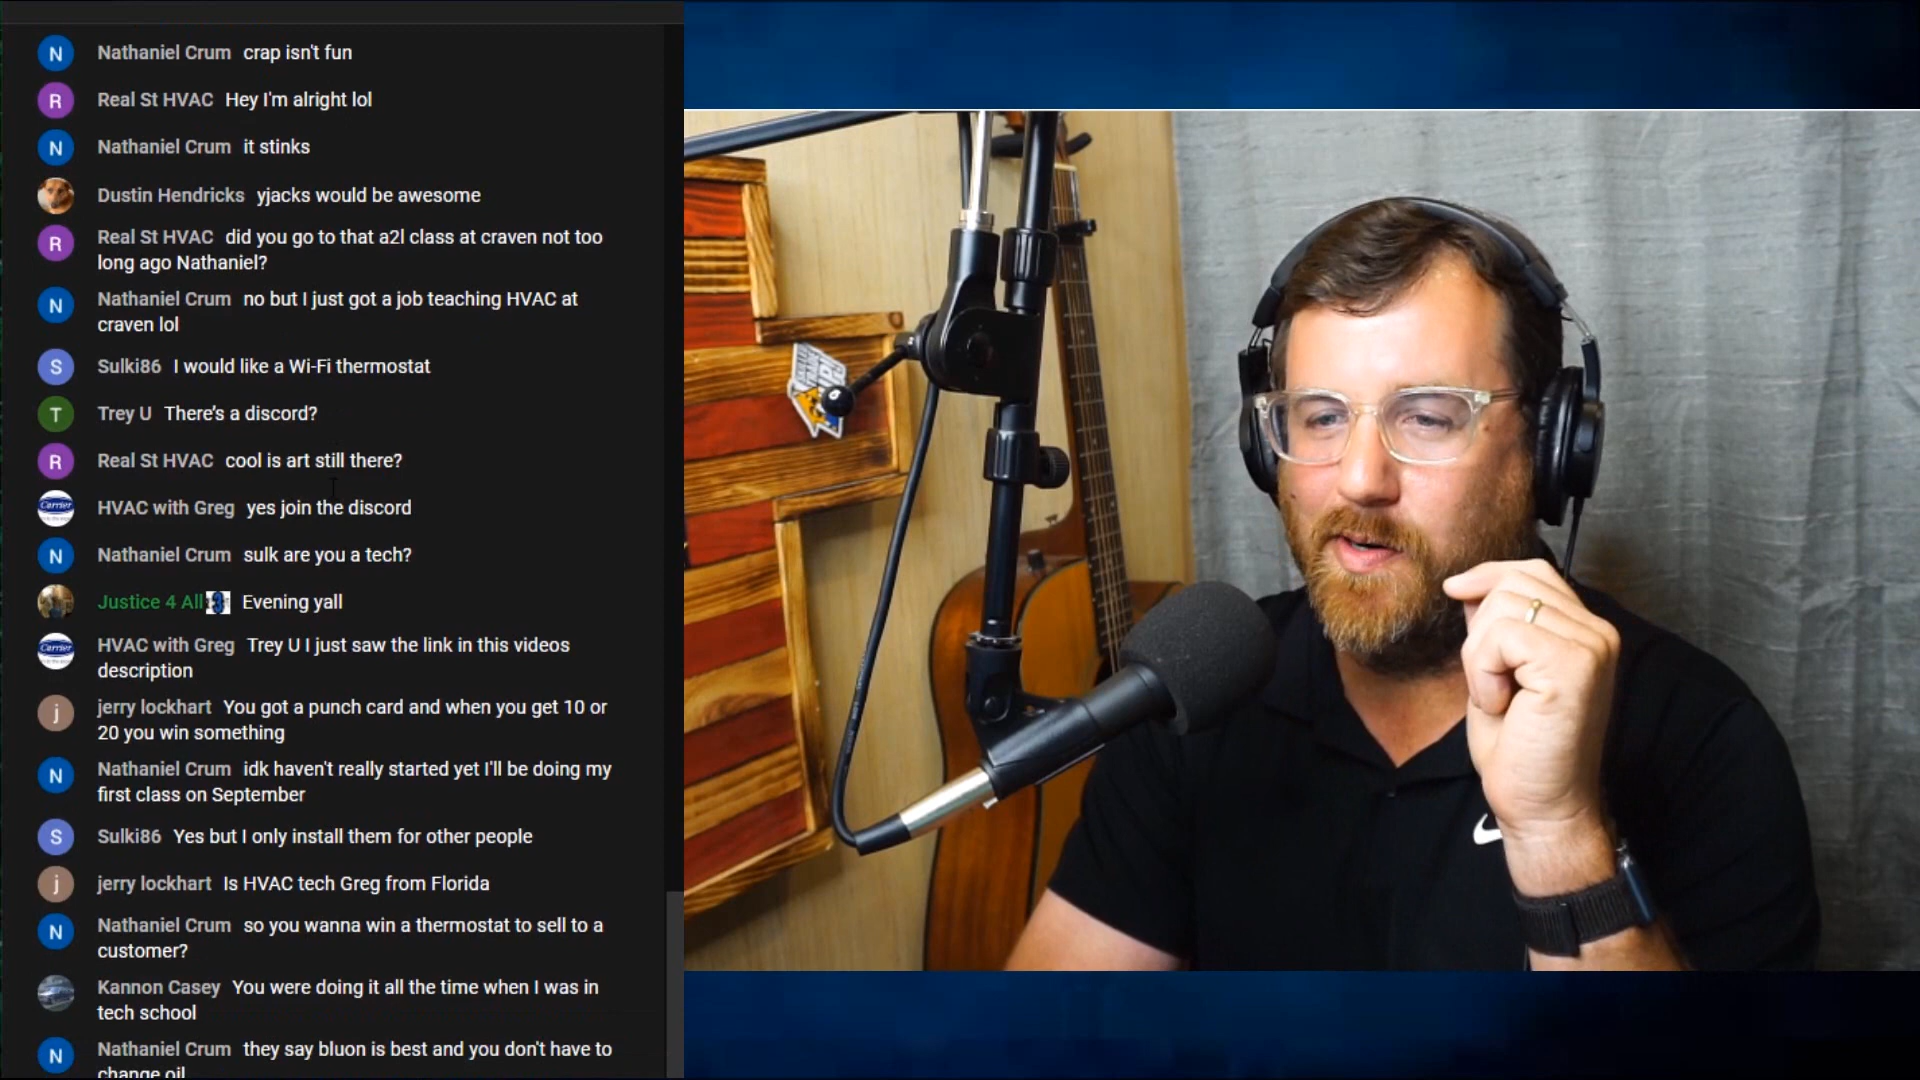 N Nathaniel Crum crap isn't fun
R Real St HVAC Hey I'm alright lol
N Nathaniel Crum it stinks
Dustin Hendricks yjacks would be awesome
R Real St HVAC did you go to that a2l class at craven not too
long ago Nathaniel?
N Nathaniel Crum no but I just got a job teaching HVAC at
craven lol
S Sulki86 I would like a Wi-Fi thermostat
T Trey U There's a discord?
R Real St HVAC cool is art still there?
Carrier HVAC with Greg yes join the discord
N Nathaniel Crum sulk are you a tech?
Justice 4 All Evening yall
Carrier HVAC with Greg Trey U I just saw the link in this videos
description
j jerry lockhart You got a punch card and when you get 10 or
20 you win something
N Nathaniel Crum idk haven't really started yet I'll be doing my
first class on September
S Sulki86 Yes but I only install them for other people
j jerry lockhart Is HVAC tech Greg from Florida
N Nathaniel Crum so you wanna win a thermostat to sell to a
customer?
Kannon Casey You were doing it all the time when I was in
tech school
N Nathaniel Crum they say bluon is best and you don't have to
change oil